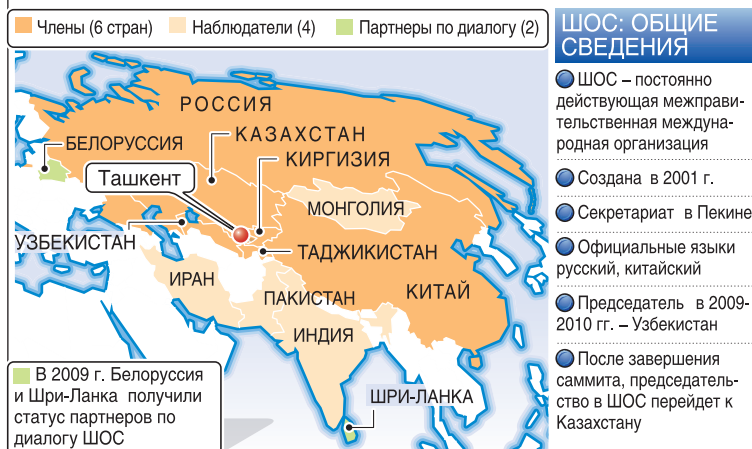 Члены (6 стран)
Наблюдатели (4)
Партнеры по диалогу (2)
РОССИЯ
БЕЛОРУССИЯ
КАЗАХСТАН
КИРГИЗИЯ
Ташкент
МОНГОЛИЯ
УЗБЕКИСТАН
ТАДЖИКИСТАН
ИРАН
ПАКИСТАН
КИТАЙ
ИНДИЯ
ШРИ-ЛАНКА
В 2009 г. Белоруссия
и Шри-Ланка получили
статус партнеров по
диалогу ШОС
ШОС: ОБЩИЕ
СВЕДЕНИЯ
ШОС – постоянно
действующая межправи-
тельственная междуна-
родная организация
Создана в 2001 г.
Секретариат в Пекине
Официальные языки
русский, китайский
Председатель в 2009-
2010 гг. – Узбекистан
После завершения
саммита, председатель-
ство в ШОС перейдет к
Казахстану